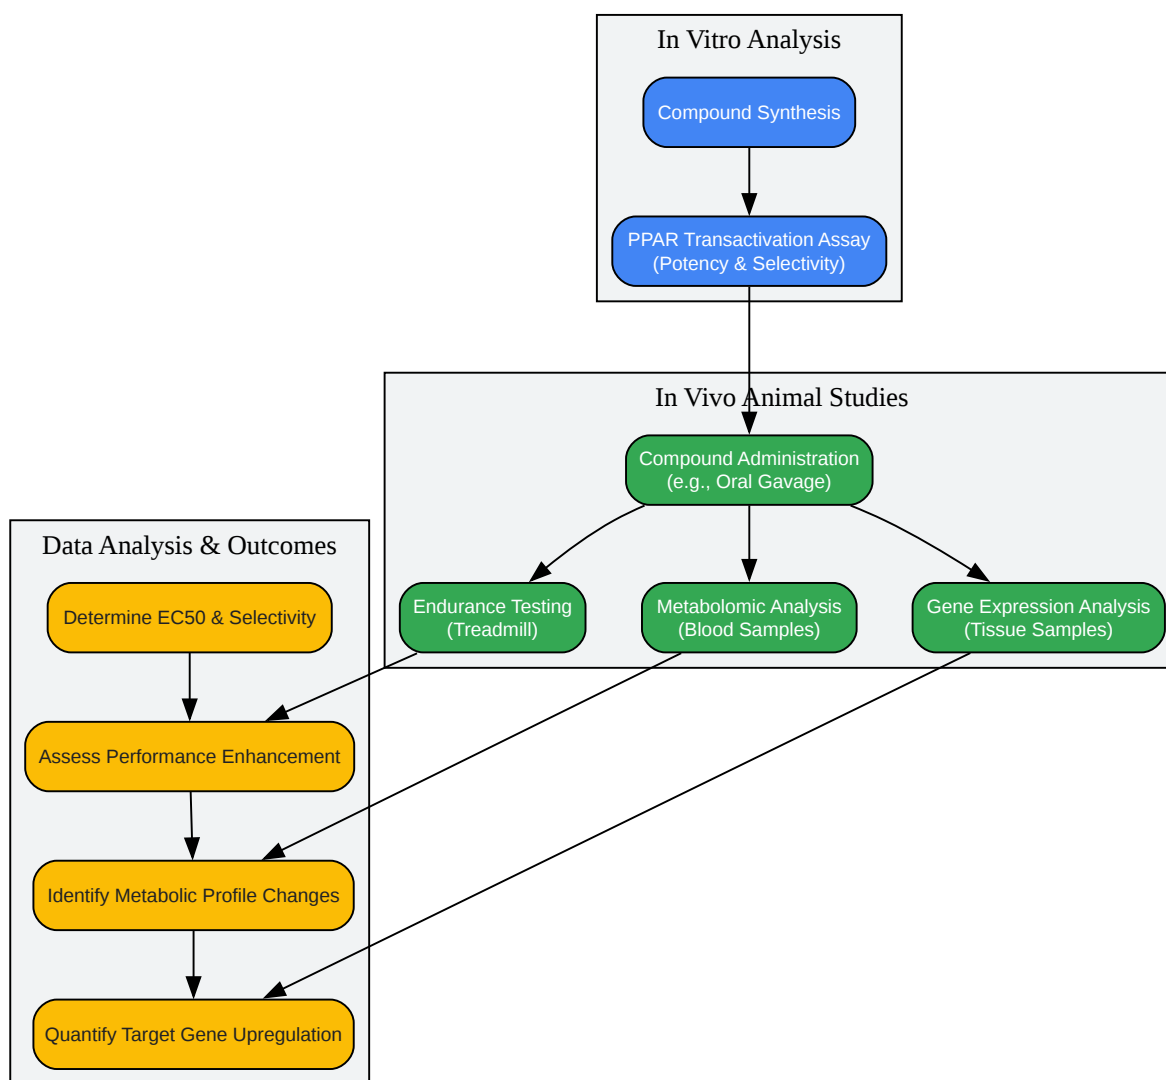 In Vitro Analysis
Compound Synthesis
PPAR Transactivation Assay
(Potency & Selectivity)
In Vivo Animal Studies
Compound Administration
(e.g., Oral Gavage)
Endurance Testing
(Treadmill)
Metabolomic Analysis
(Blood Samples)
Gene Expression Analysis
(Tissue Samples)
Data Analysis & Outcomes
Determine EC50 & Selectivity
Assess Performance Enhancement
Identify Metabolic Profile Changes
Quantify Target Gene Upregulation